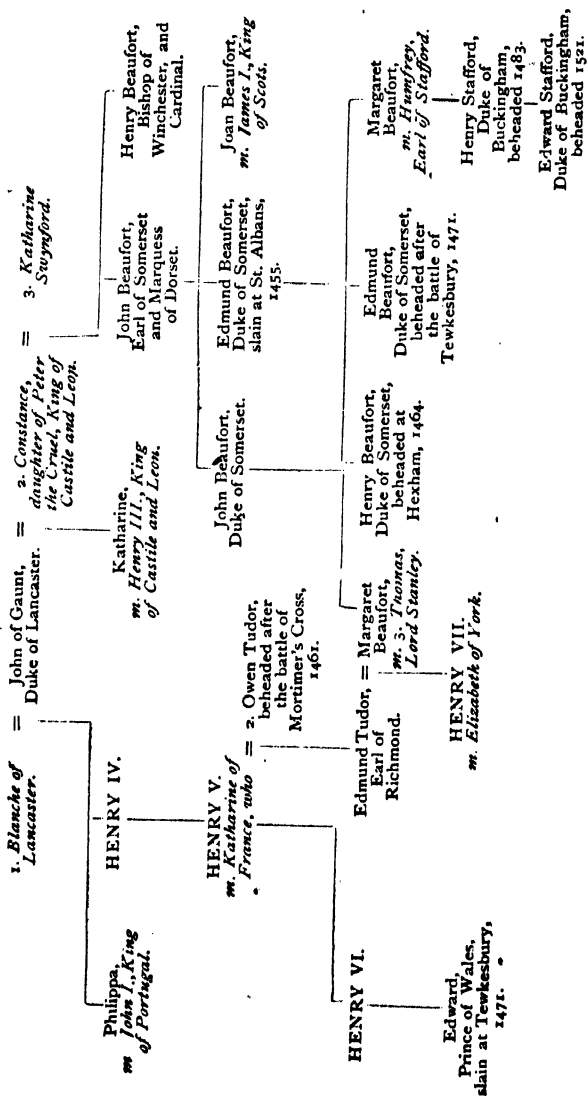 1. Blanche of
Lancaster.
=
John of Gaunt,
Duke of Lancaster.
=
2. Constance,
daughter of Peter
the Cruel, King of
Castile and Leon.
=
3. Katharine
Swynford.
Philippa,
m John I., King
of Portugal.
HENRY IV.
Katharine,
m. Henry III., King
of Castile and Leon.
John Beaufort,
Earl of Somerset
and Marquess
of Dorset.
Henry Beaufort,
Bishop of
Winchester, and
Cardinal.
HENRY V.
m. Katharine of
France, who
=
2. Owen Tudor,
beheaded after
the battle of
Mortimer's Cross,
1461.
John Beaufort,
Duke of Somerset.
Edmund Beaufort,
Duke of Somerset,
slain at St. Albans,
1455.
Joan Beaufort,
m. James I., King
of Scots.
HENRY VI.
Edmund Tudor,
Earl of
Richmond.
=
Margaret
Beaufort,
m. 3. Thomas,
Lord Stanley.
Henry Beaufort,
Duke of Somerset,
beheaded at
Hexham, 1464.
Edmund
Beaufort,
Duke of Somerset,
beheaded after
the battle of
Tewkesbury, 1471.
Margaret
Beaufort,
m. Humfrey,
Earl of Stafford.
Edward,
Prince of Wales,
slain at Tewkesbury,
1471.
HENRY VII.
m. Elizabeth of York.
Henry Stafford,
Duke of
Buckingham,
beheaded 1483.
Edward Stafford,
Duke of Buckingham,
beheaded 1521.